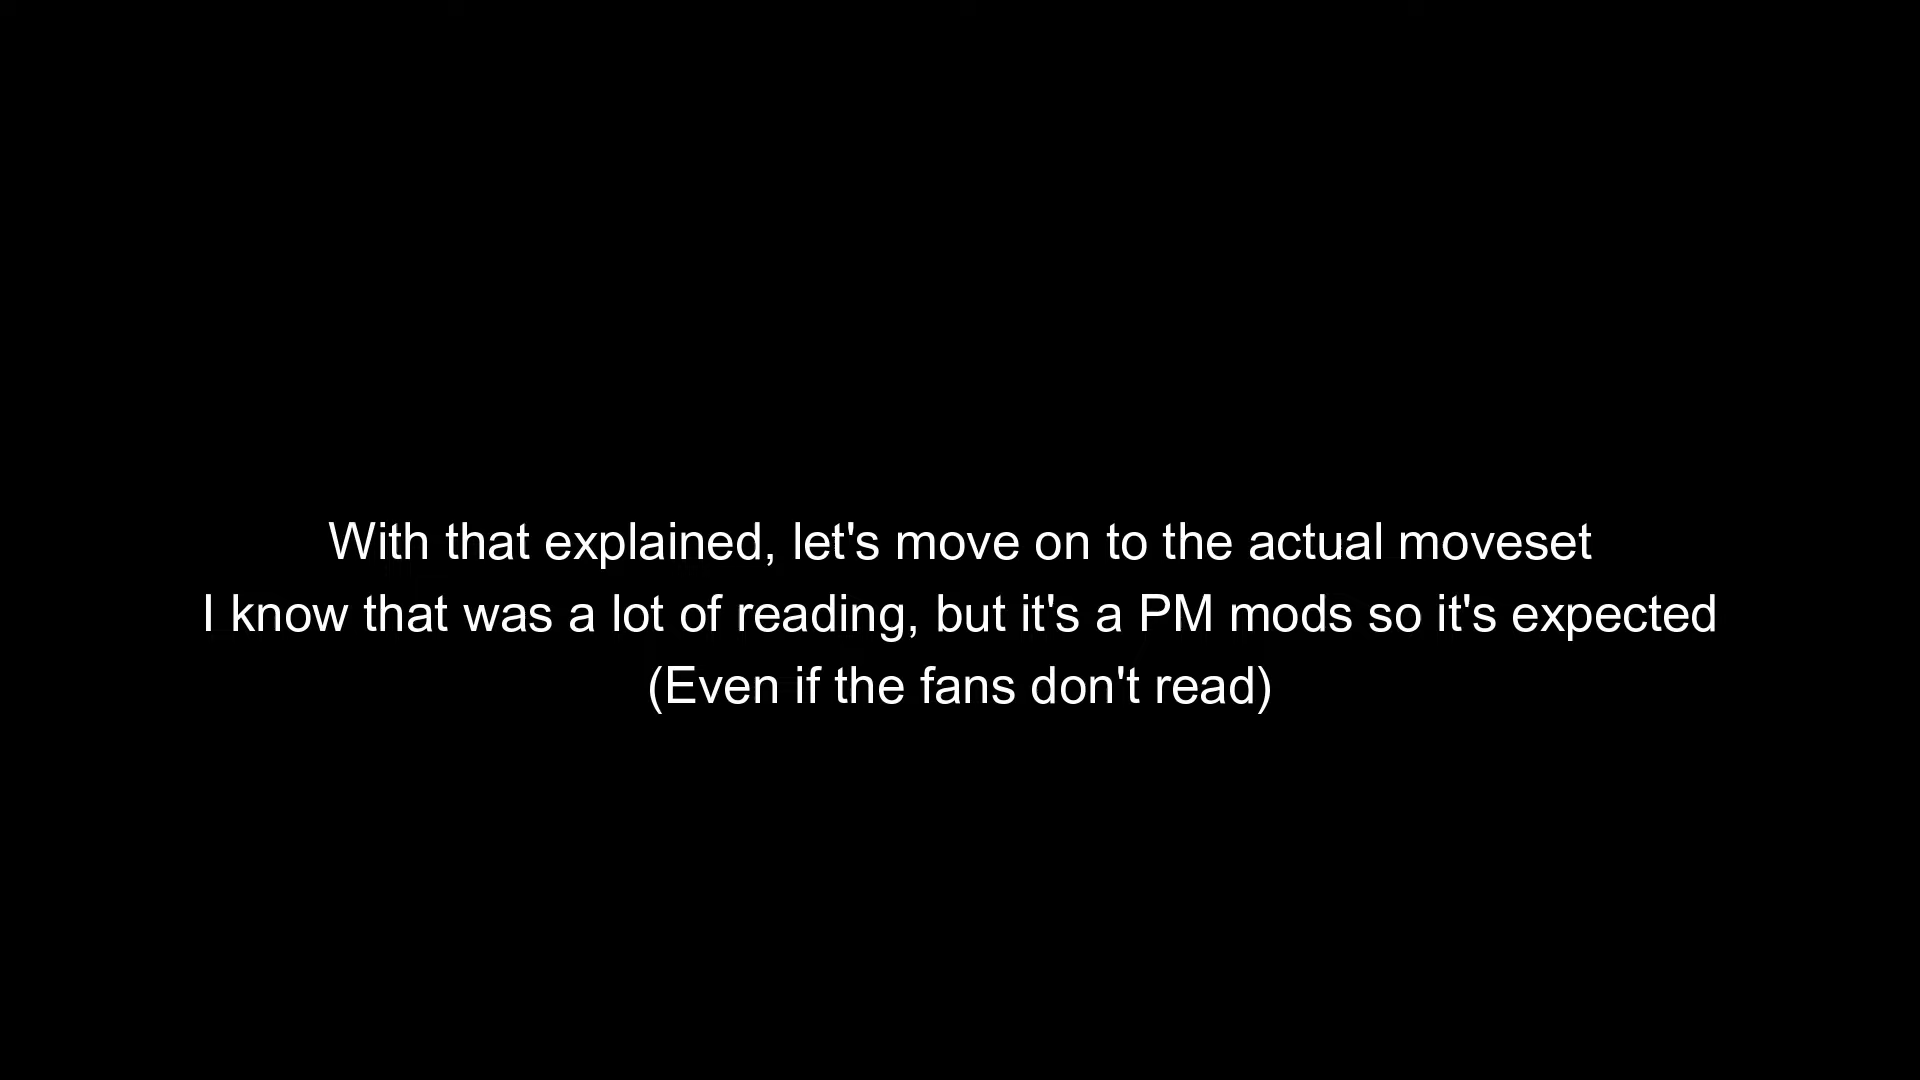 With that explained, let's move on to the actual moveset
I know that was a lot of reading, but it's a PM mods so it's expected
(Even if the fans don't read)